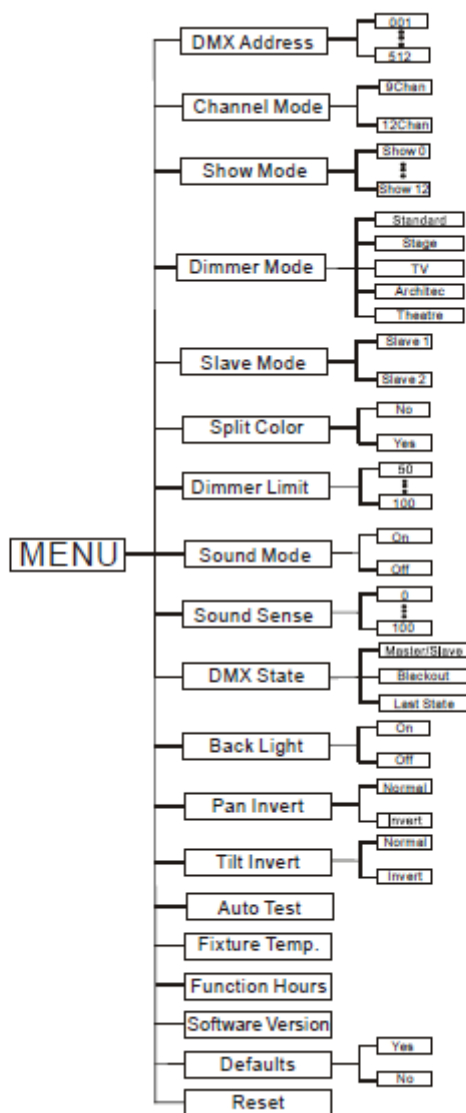 DMX Address
001
512
Channel Mode
9Chan
12Chan
Show Mode
Show 0
Show 12
Dimmer Mode
Standard
Stage
TV
Architec
Theatre
Slave Mode
Slave 1
Slave 2
Split Color
No
Yes
Dimmer Limit
50
100
MENU
Sound Mode
On
Off
Sound Sense
0
100
DMX State
Master/Slave
Blackout
Last State
Back Light
On
Off
Pan Invert
Normal
Invert
Tilt Invert
Normal
Invert
Auto Test
Fixture Temp.
Function Hours
Software Version
Defaults
Yes
No
Reset